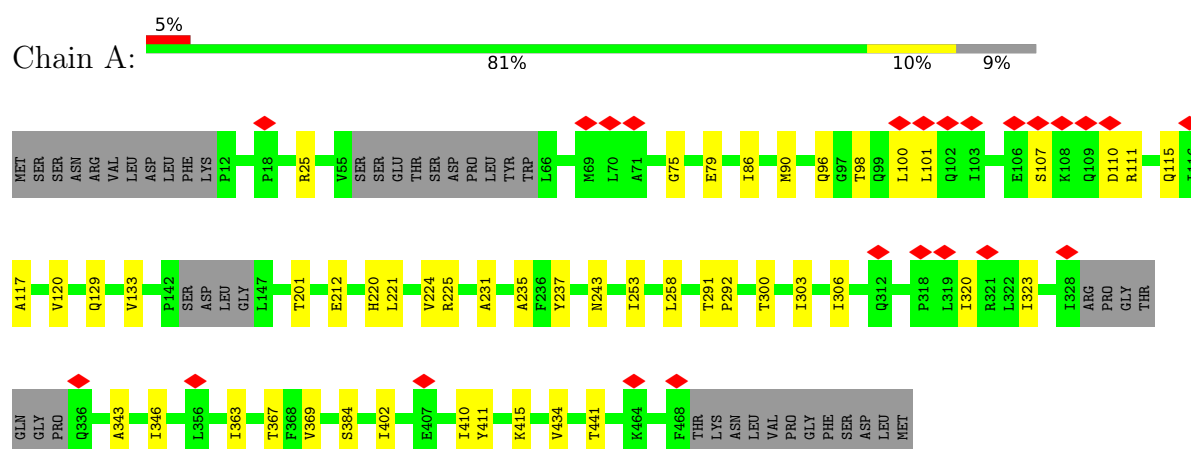 5%
Chain A:
81% 10% 9%
MET SER SER ASN ARG VAL LEU ASP LEU PHE LYS P12 P18 R25 V55 SER SER GLU THR SER ASP PRO LEU TYR TRP L66 M69 L70 A71 G75 E79 I86 M90 Q96 G97 T98 Q99 L100 L101 Q102 I103 E106 S107 K108 Q109 D110 R111 Q115 I116
A117 V120 Q129 V133 P142 SER ASP LEU GLY L147 T201 E212 H220 L221 V224 R225 A231 A235 F236 Y237 N243 I253 L258 T291 P292 T300 I303 I306 Q312 P318 L319 I320 R321 L322 I323 I328 ARG PRO GLY THR
GLN GLY PRO Q336 A343 I346 L356 I363 T367 F368 V369 S384 I402 E407 I410 Y411 K415 V434 T441 K464 F468 THR LYS ASN LEU VAL PRO GLY PHE SER ASP LEU MET